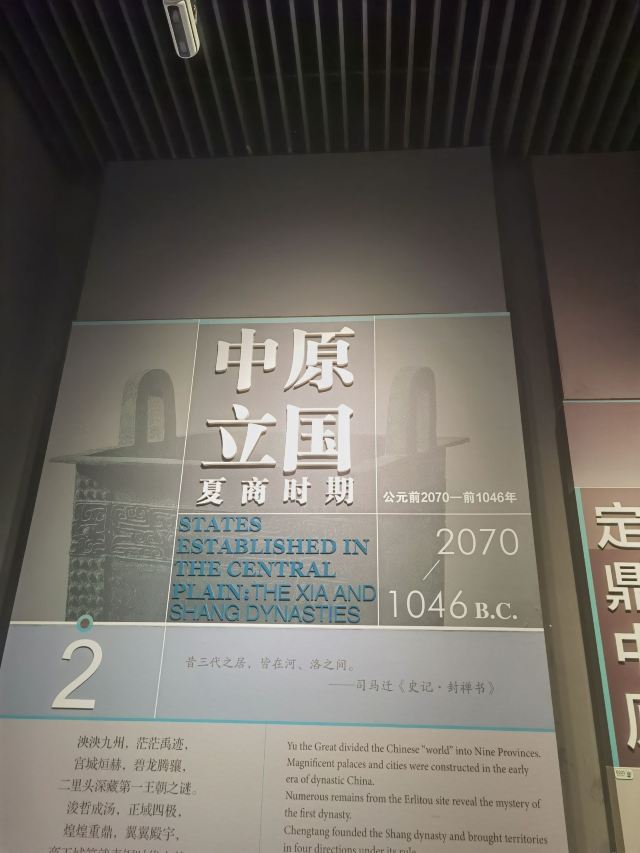 中原
立国
夏商时期
公元前2070—前1046年
STATES
ESTABLISHED IN
THE CENTRAL
PLAIN:THE XIA AND
SHANG DYNASTIES
2070
/
1046 B.C.
2
昔三代之居，皆在河、洛之间。
——司马迁《史记·封禅书》
泱泱九州，茫茫禹迹，
宫城烜赫，碧龙腾骧，
二里头深藏第一王朝之谜。
浚哲成汤，正域四极，
煌煌重鼎，翼翼殿宇，
Yu the Great divided the Chinese "world" into Nine Provinces.
Magnificent palaces and cities were constructed in the early
era of dynastic China.
Numerous remains from the Erlitou site reveal the mystery of
the first dynasty.
Chengtang founded the Shang dynasty and brought territories
in four directions under its rule
定
鼎
中
原